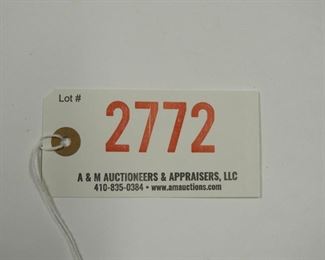 Lot #
2772
A & M AUCTIONEERS & APPRAISERS, LLC
410-835-0384 • www.amauctions.com